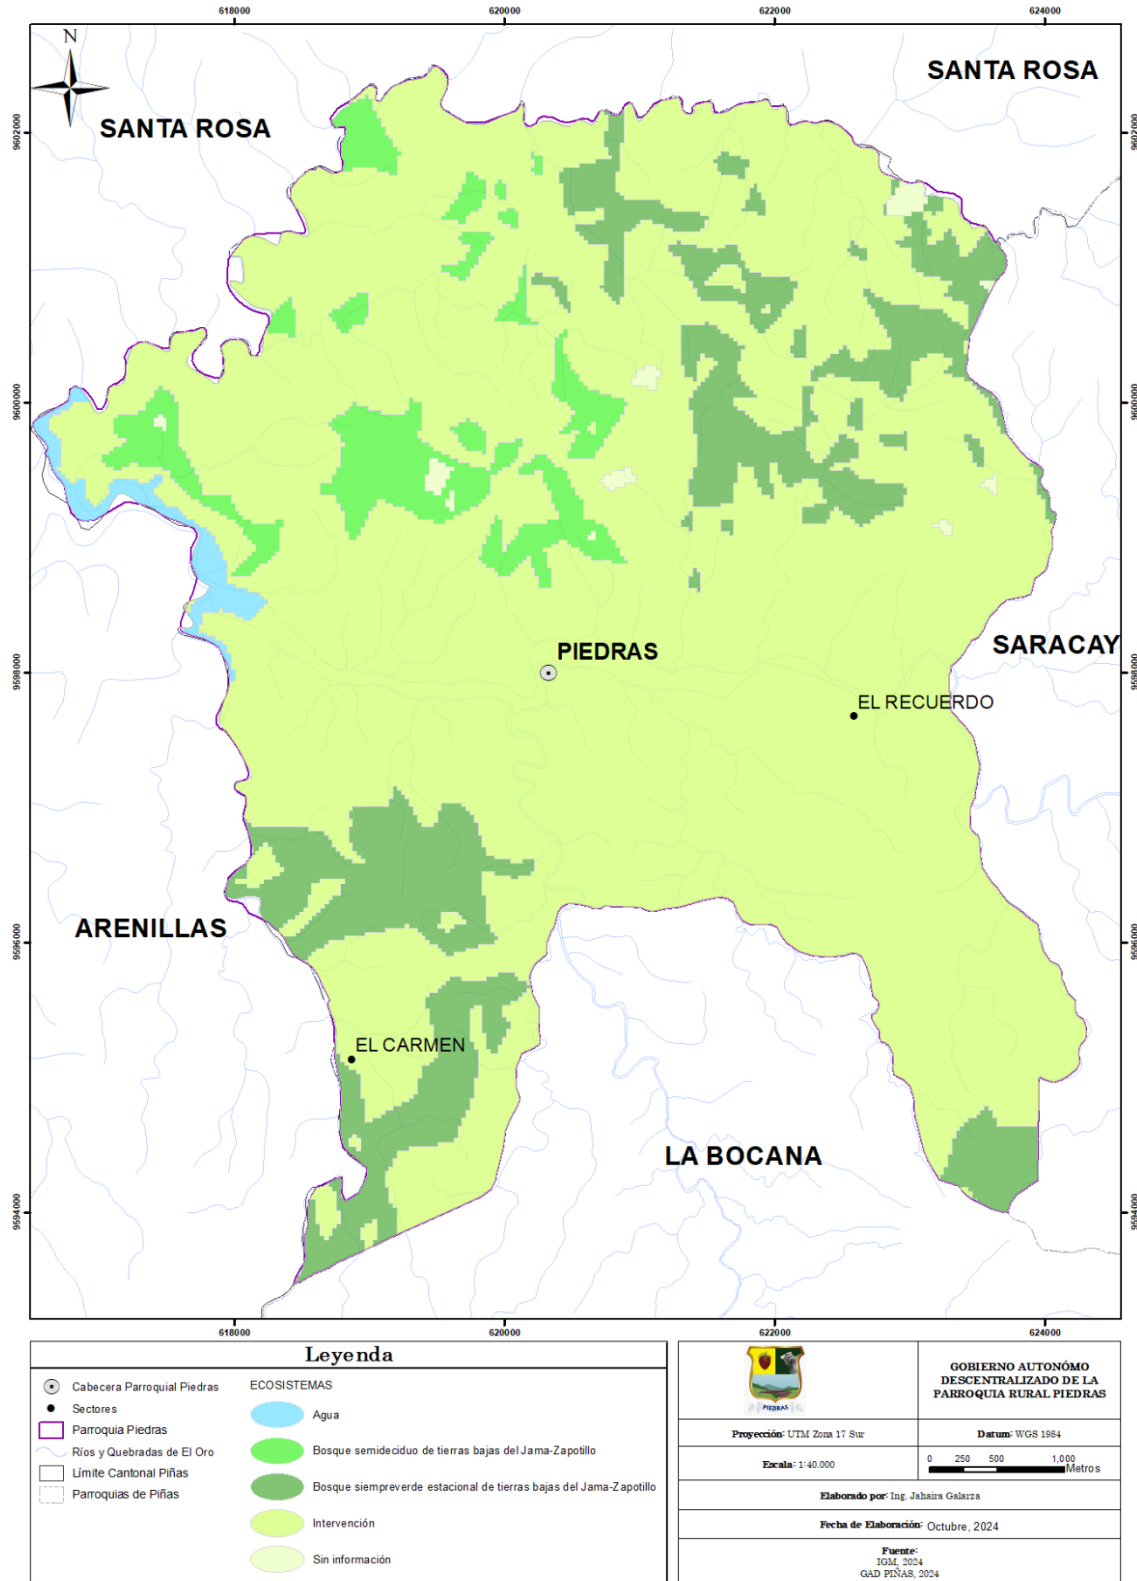 618000
620000
622000
624000
N
SANTA ROSA
SANTA ROSA
9602000
9602000
9600000
9600000
PIEDRAS
SARACAY
9598000
9598000
EL RECUERDO
ARENILLAS
9596000
9596000
EL CARMEN
LA BOCANA
9594000
9594000
618000
620000
622000
624000
Leyenda
Cabecera Parroquial Piedras
Sectores
Parroquia Piedras
Ríos y Quebradas de El Oro
Límite Cantonal Piñas
Parroquias de Piñas
ECOSISTEMAS
Agua
Bosque semideciduo de tierras bajas del Jama-Zapotillo
Bosque siempreverde estacional de tierras bajas del Jama-Zapotillo
Intervención
Sin información
PIEDRAS
GOBIERNO AUTONÓMO
DESCENTRALIZADO DE LA
PARROQUIA RURAL PIEDRAS
Proyección: UTM Zona 17 Sur
Datum: WGS 1984
Escala: 1:40.000
0 250 500 1,000
Metros
Elaborado por: Ing. Jahaira Galarza
Fecha de Elaboración: Octubre, 2024
Fuente:
IGM, 2024
GAD PIÑAS, 2024